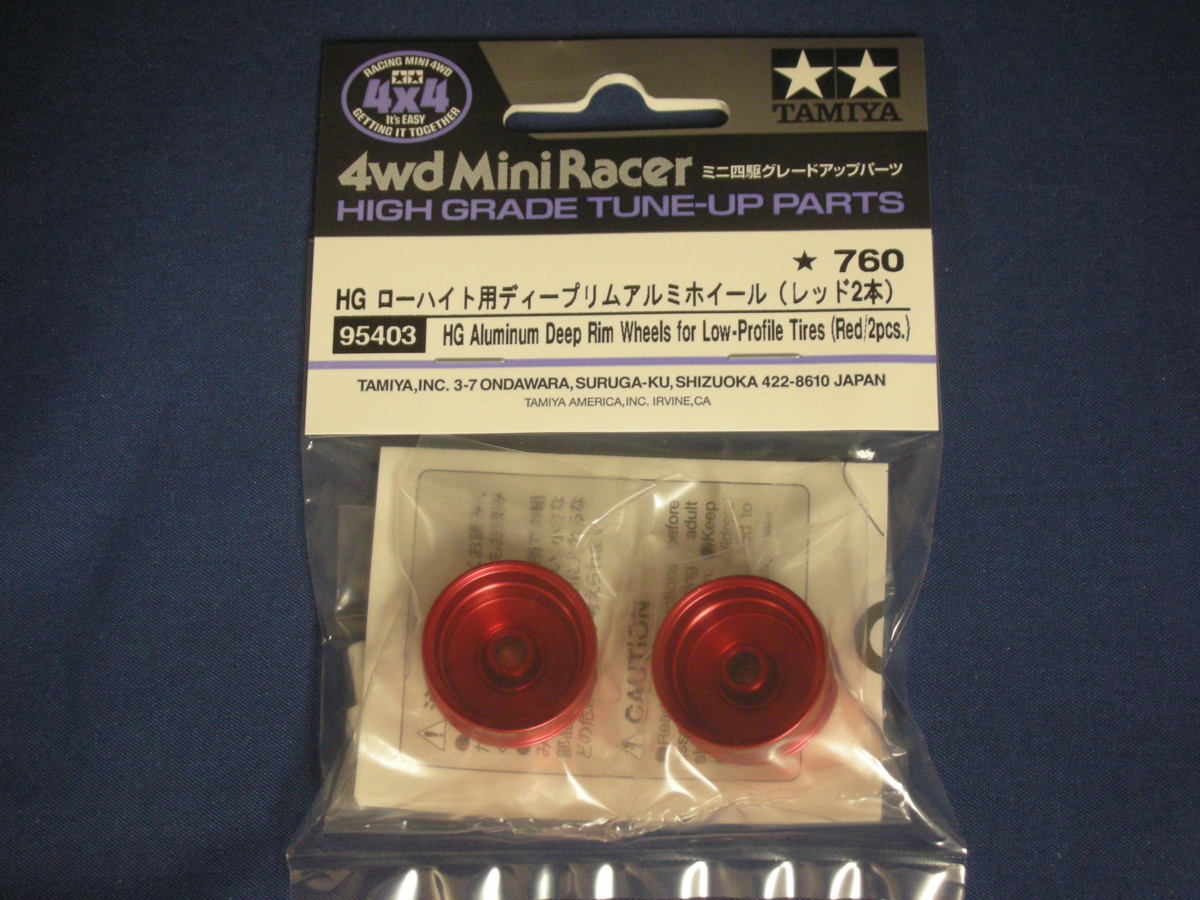 RACING MINI 4WD
4x4
It's EASY
GETTING IT TOGETHER
TAMIYA
4wd Mini Racer ミニ四駆グレードアップパーツ
HIGH GRADE TUNE-UP PARTS
★ 760
HG ローハイト用ディープリムアルミホイール(レッド2本)
95403 HG Aluminum Deep Rim Wheels for Low-Profile Tires (Red/2pcs.)
TAMIYA,INC. 3-7 ONDAWARA, SURUGA-KU, SHIZUOKA 422-8610 JAPAN
TAMIYA AMERICA,INC. IRVINE,CA
CAUTION
before
adult
Keep